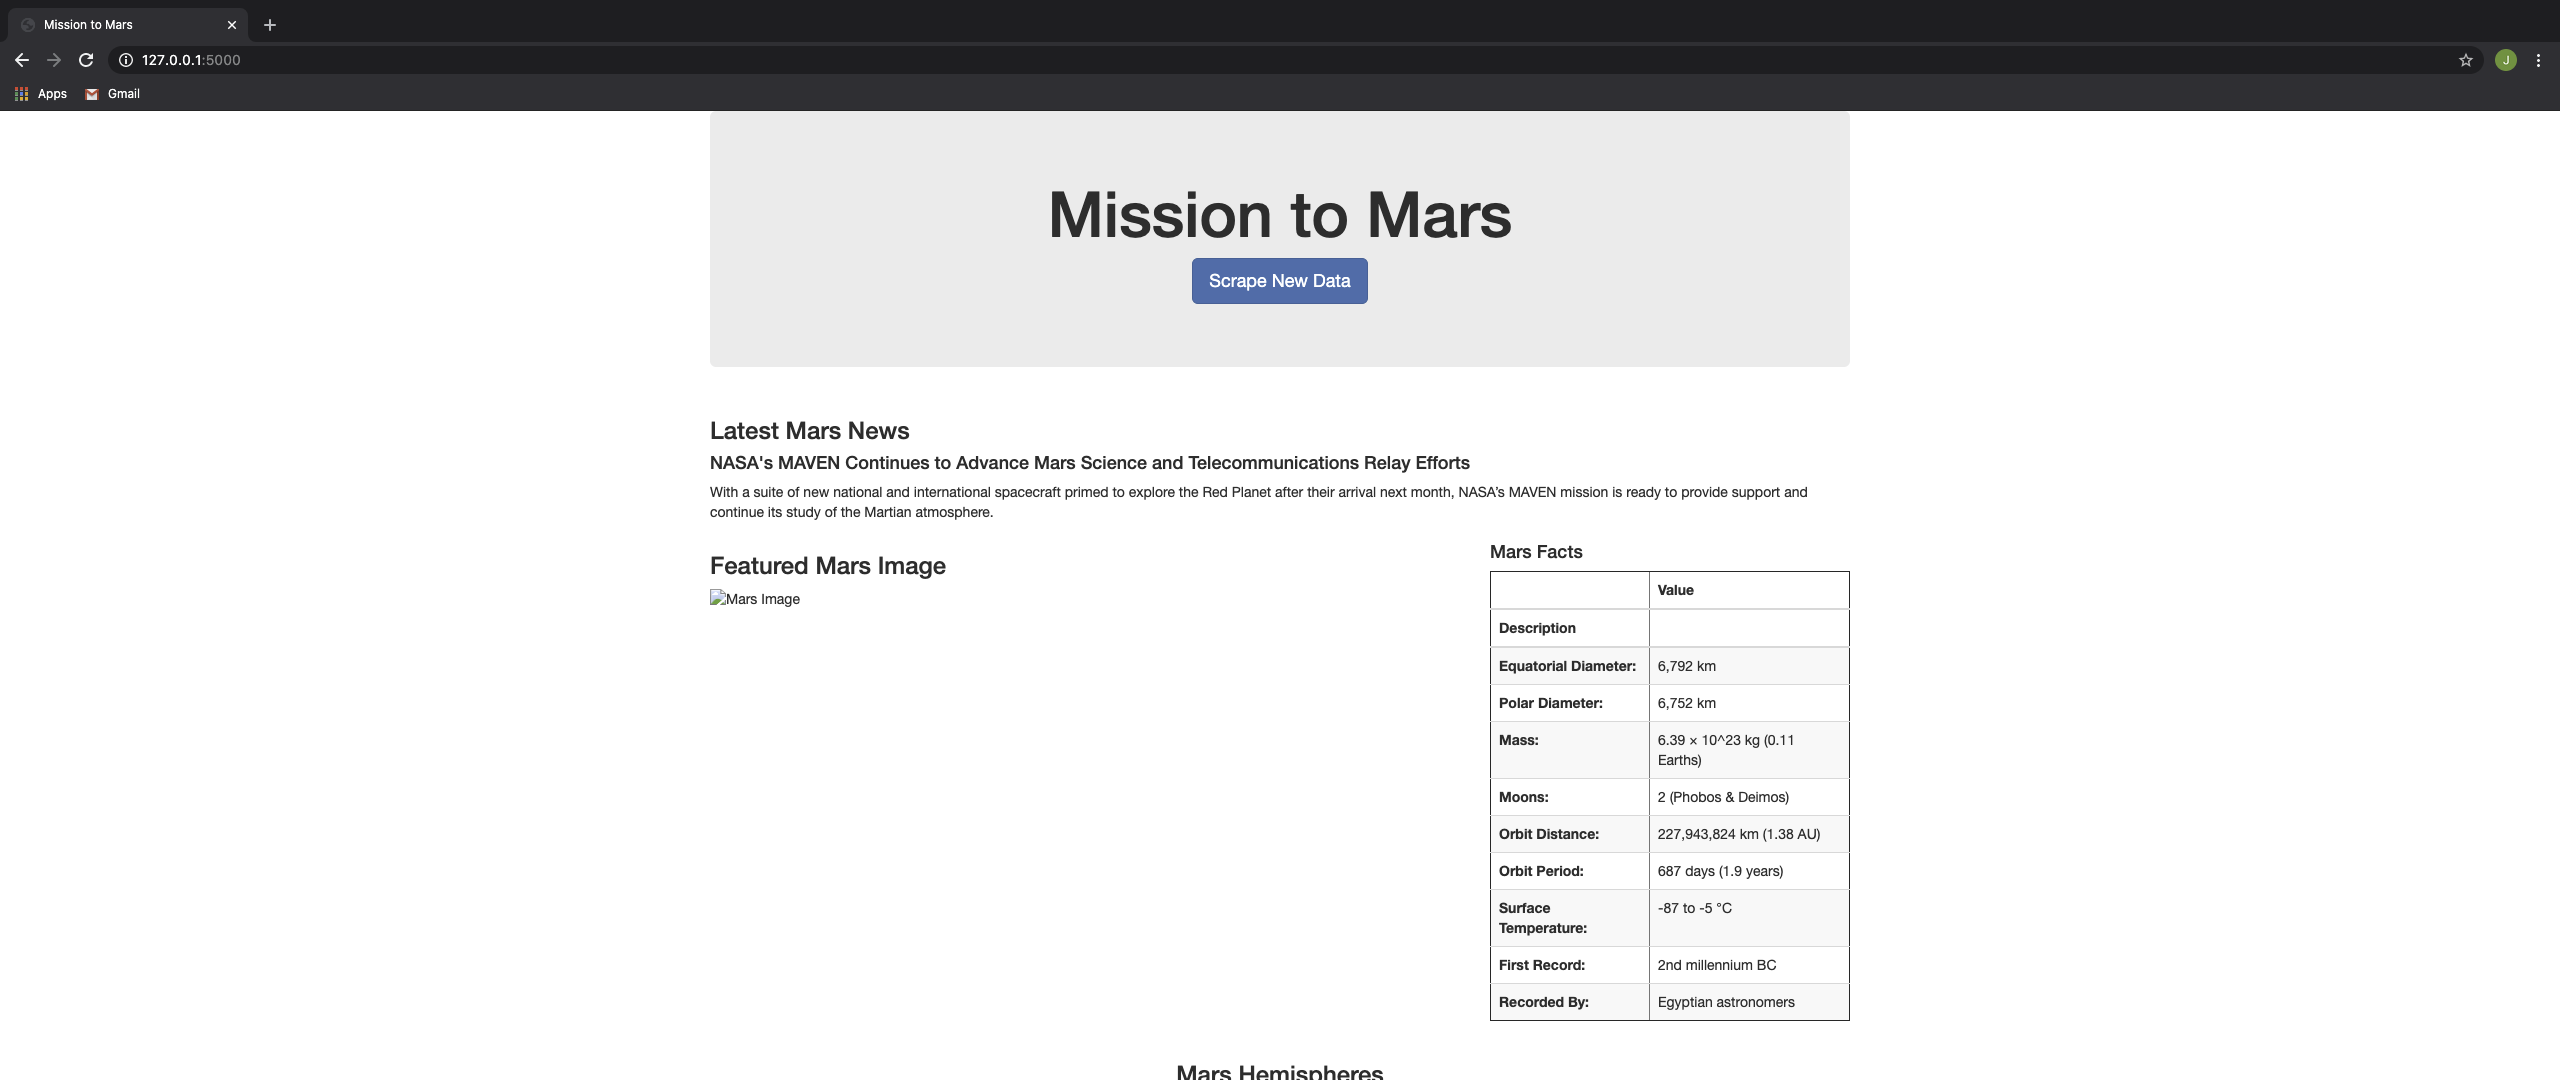 Mission to Mars
127.0.0.1:5000
J
Apps
Gmail
Mission to Mars
Scrape New Data
Latest Mars News
NASA's MAVEN Continues to Advance Mars Science and Telecommunications Relay Efforts
With a suite of new national and international spacecraft primed to explore the Red Planet after their arrival next month, NASA’s MAVEN mission is ready to provide support and
continue its study of the Martian atmosphere.
Featured Mars Image
Mars Image
Mars Facts
Value
Description
Equatorial Diameter: 6,792 km
Polar Diameter: 6,752 km
Mass: 6.39 × 10^23 kg (0.11
Earths)
Moons: 2 (Phobos & Deimos)
Orbit Distance: 227,943,824 km (1.38 AU)
Orbit Period: 687 days (1.9 years)
Surface -87 to -5 °C
Temperature:
First Record: 2nd millennium BC
Recorded By: Egyptian astronomers
Mars Hemispheres